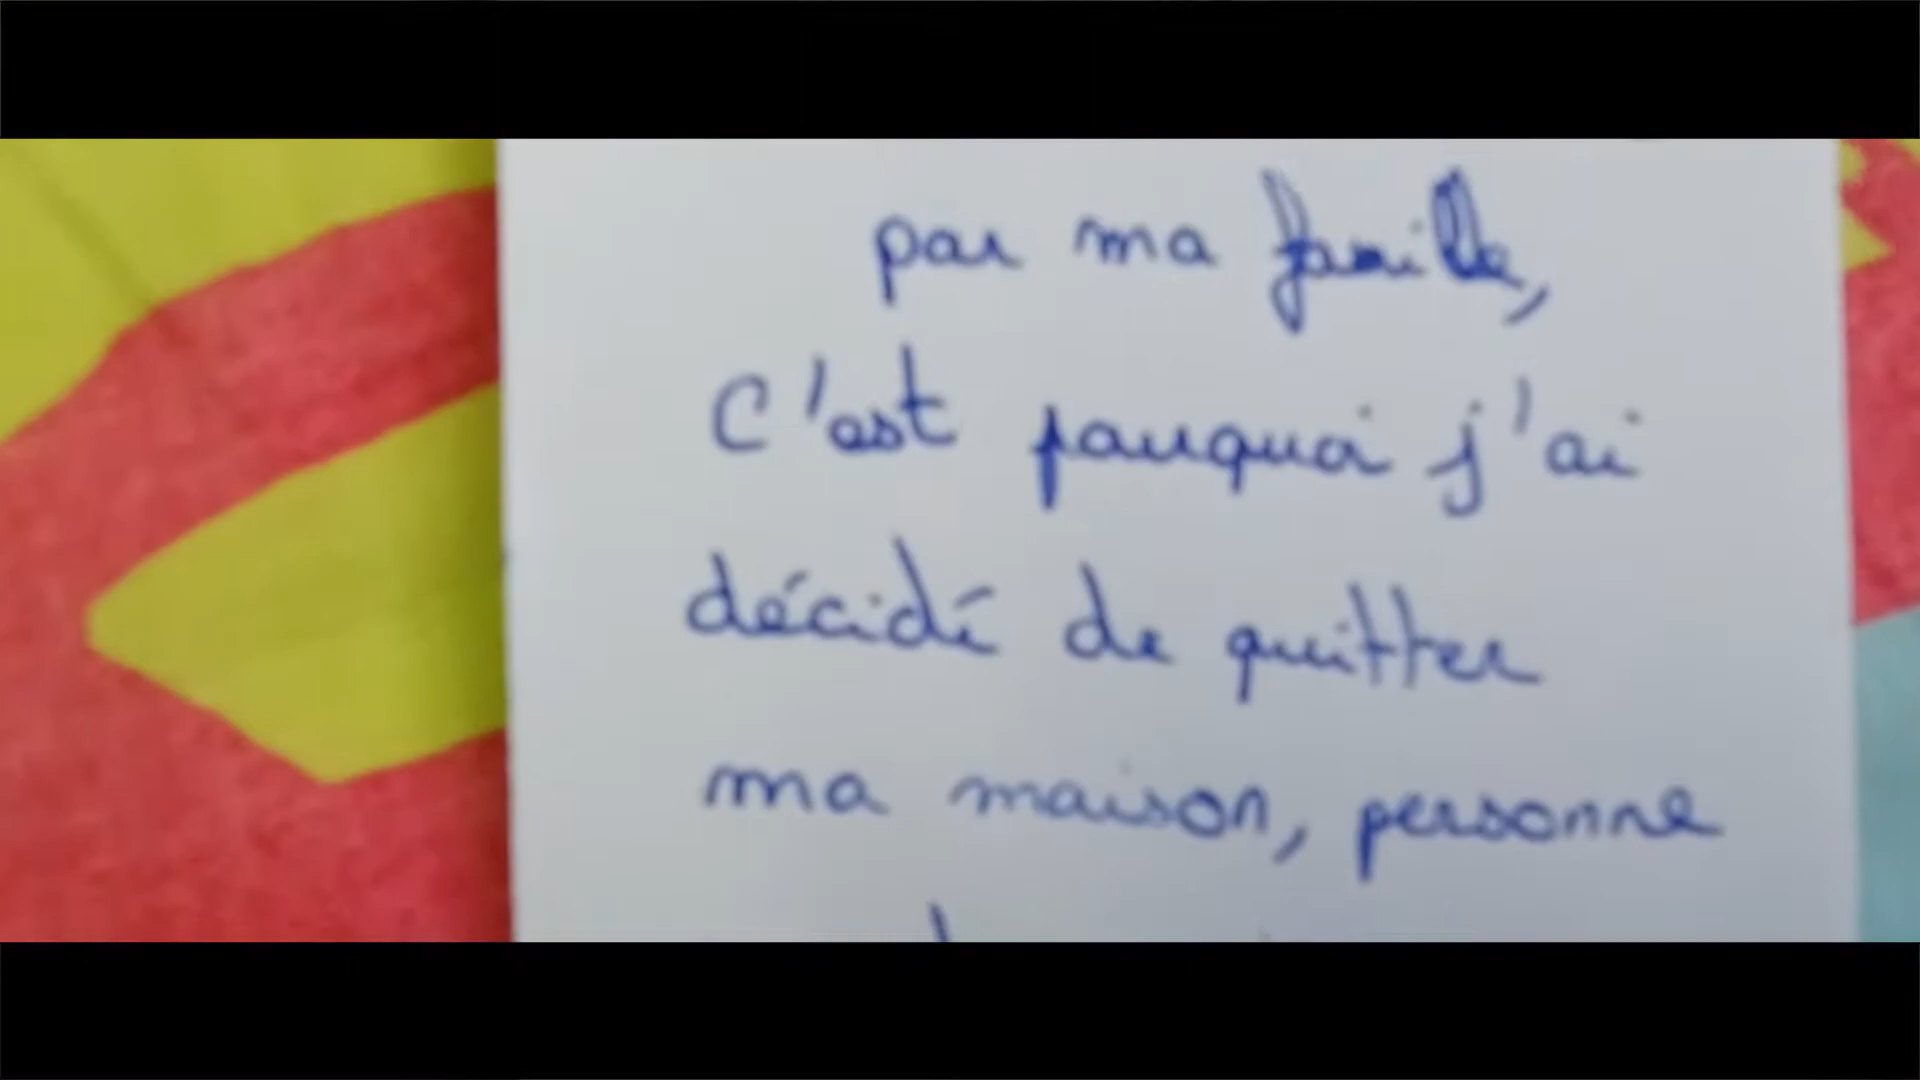 par ma famille,
C'est pourquoi j'ai
décidé de quitter
ma maison, personne